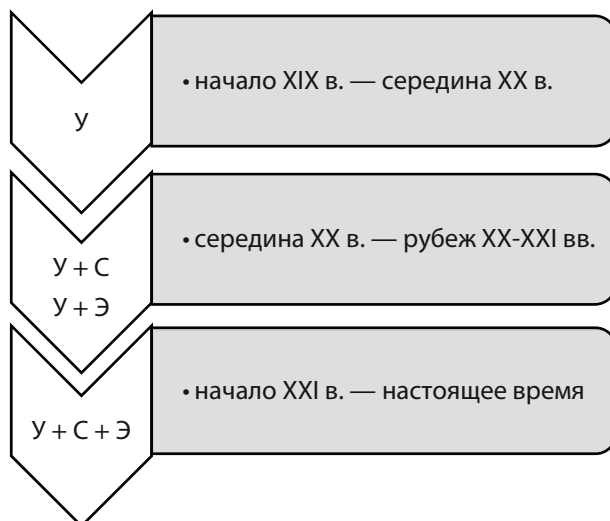 У
• начало XIX в. — середина XX в.
У + С
У + Э
• середина XX в. — рубеж XX-XXI вв.
У + С + Э
• начало XXI в. — настоящее время